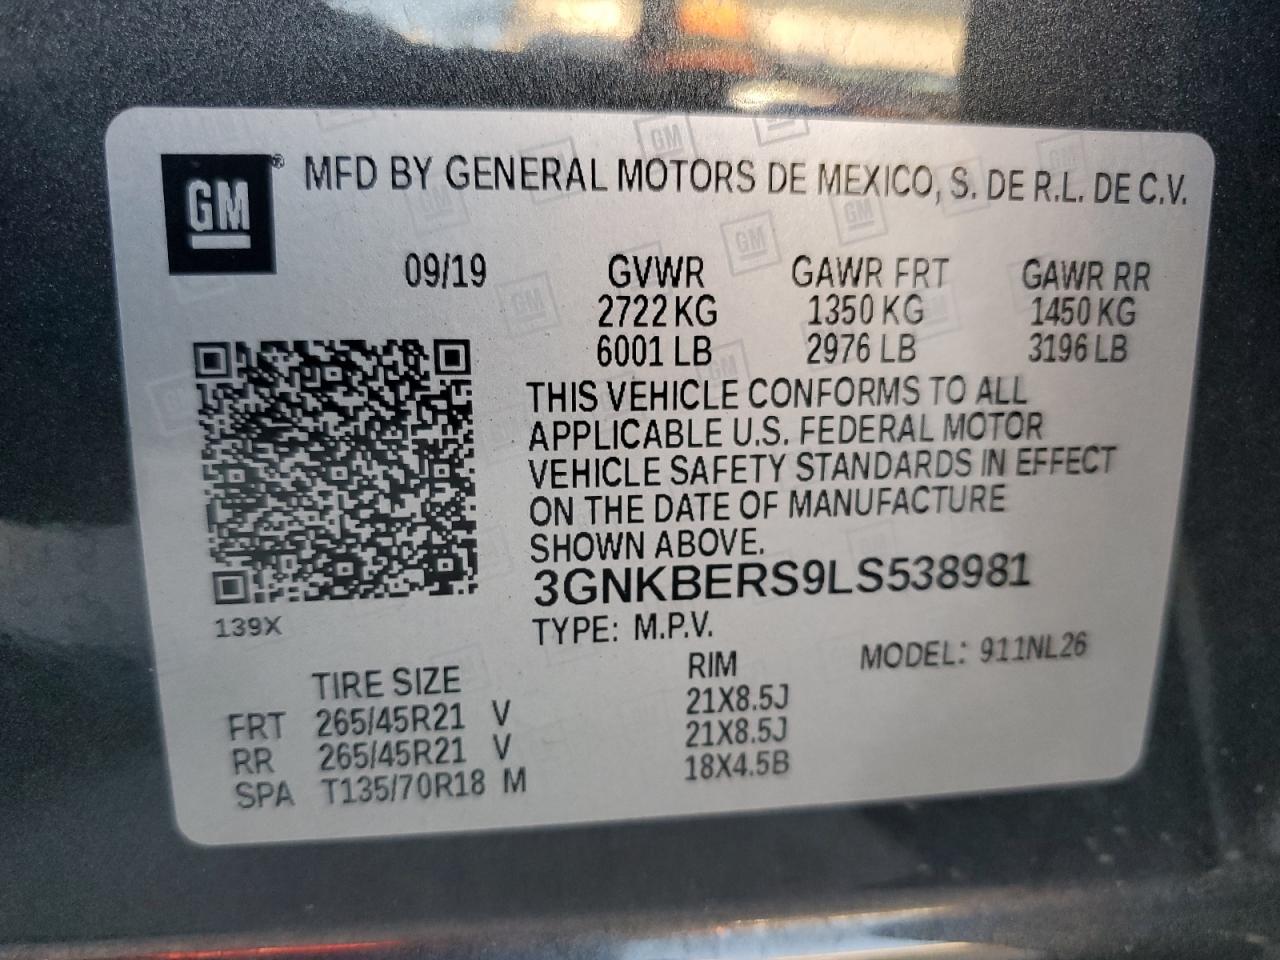 GM® MFD BY GENERAL MOTORS DE MEXICO, S. DE R.L. DE C.V.
09/19 GVWR GAWR FRT GAWR RR
2722 KG 1350 KG 1450 KG
6001 LB 2976 LB 3196 LB
THIS VEHICLE CONFORMS TO ALL
APPLICABLE U.S. FEDERAL MOTOR
VEHICLE SAFETY STANDARDS IN EFFECT
ON THE DATE OF MANUFACTURE
SHOWN ABOVE.
3GNKBERS9LS538981
139X
TYPE: M.P.V.
TIRE SIZE RIM MODEL: 911NL26
FRT 265/45R21 V 21X8.5J
RR 265/45R21 V 21X8.5J
SPA T135/70R18 M 18X4.5B